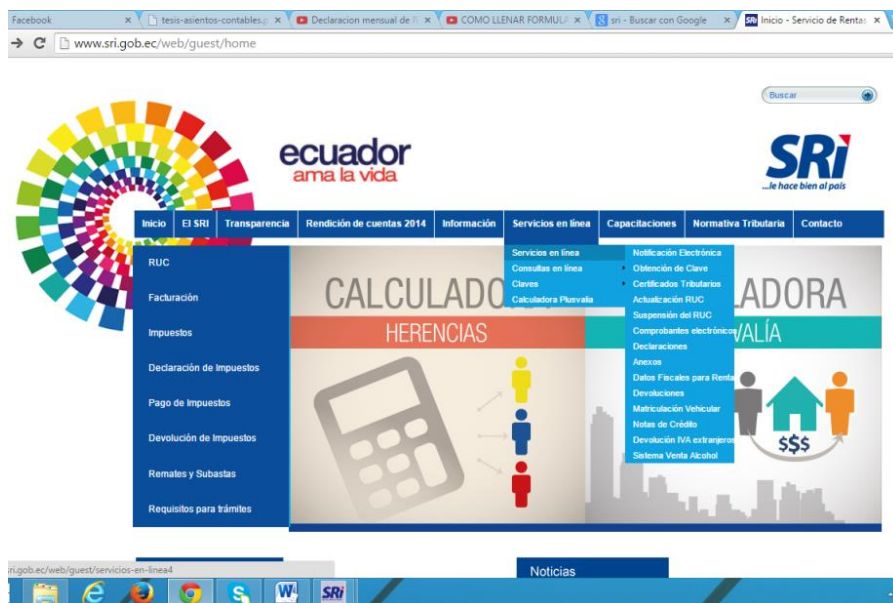 Facebook
tesis-asientos-contables.p
Declaracion mensual de
COMO LLENAR FORMULA
sri - Buscar con Google
Inicio - Servicio de Rentas
www.sri.gob.ec/web/guest/home
Buscar
ecuador
ama la vida
SRi
...le hace bien al país
Inicio
El SRI
Transparencia
Rendición de cuentas 2014
Información
Servicios en línea
Capacitaciones
Normativa Tributaria
Contacto
RUC
Facturación
Impuestos
Declaración de Impuestos
Pago de Impuestos
Devolución de Impuestos
Remates y Subastas
Requisitos para trámites
Servicios en línea
Consultas en línea
Claves
Calculadora Plusvalia
Notificación Electrónica
Obtención de Clave
Certificados Tributarios
Actualización RUC
Suspensión del RUC
Comprobantes electrónicos
Declaraciones
Anexos
Datos Fiscales para Renta
Devoluciones
Matriculación Vehicular
Notas de Crédito
Devolución IVA extranjeros
Sistema Venta Alcohol
CALCULADO
HERENCIAS
LADORA
VALÍA
$$$
Noticias
sri.gob.ec/web/guest/servicios-en-linea4
SRi